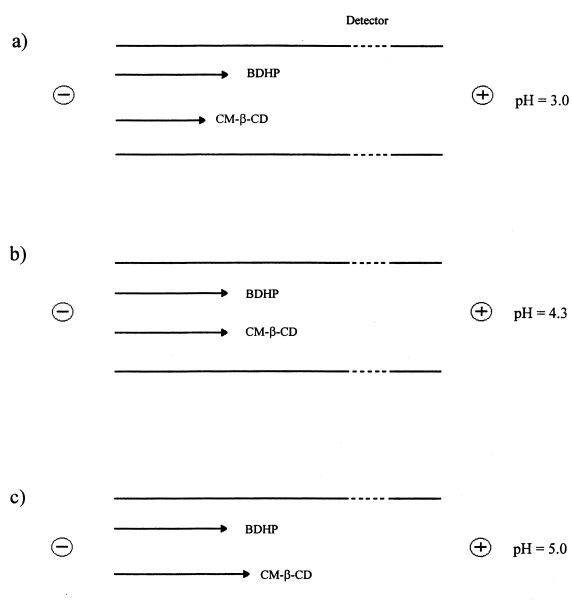 Detector
a)
BDHP
− + pH = 3.0
CM-β-CD
b)
BDHP
− + pH = 4.3
CM-β-CD
c)
BDHP
− + pH = 5.0
CM-β-CD